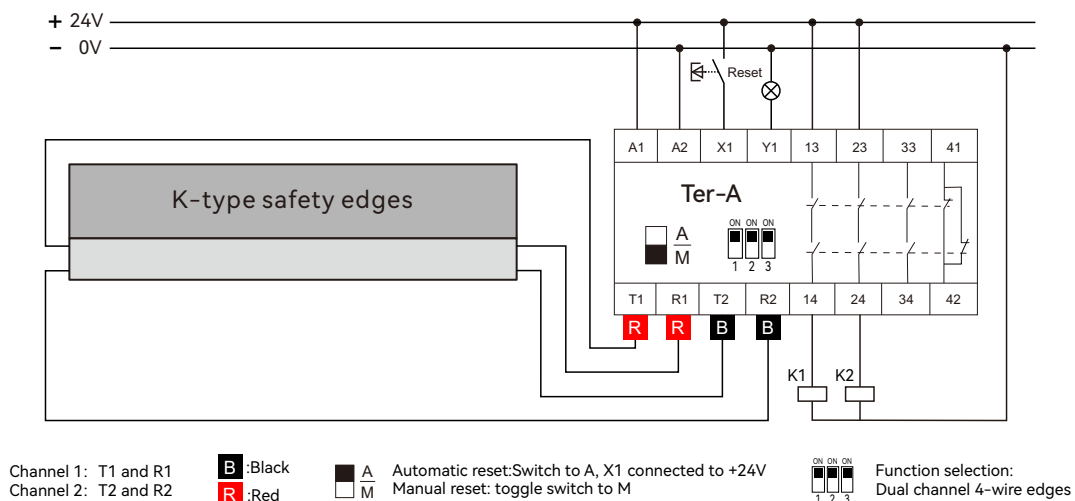 + 24V
− 0V
Reset
A1 A2 X1 Y1 13 23 33 41
K-type safety edges
Ter-A
ON ON ON
A
M
1 2 3
T1 R1 T2 R2 14 24 34 42
R R B B
K1 K2
Channel 1: T1 and R1
Channel 2: T2 and R2
B :Black
R :Red
A
M
Automatic reset:Switch to A, X1 connected to +24V
Manual reset: toggle switch to M
ON ON ON
1 2 3
Function selection:
Dual channel 4-wire edges